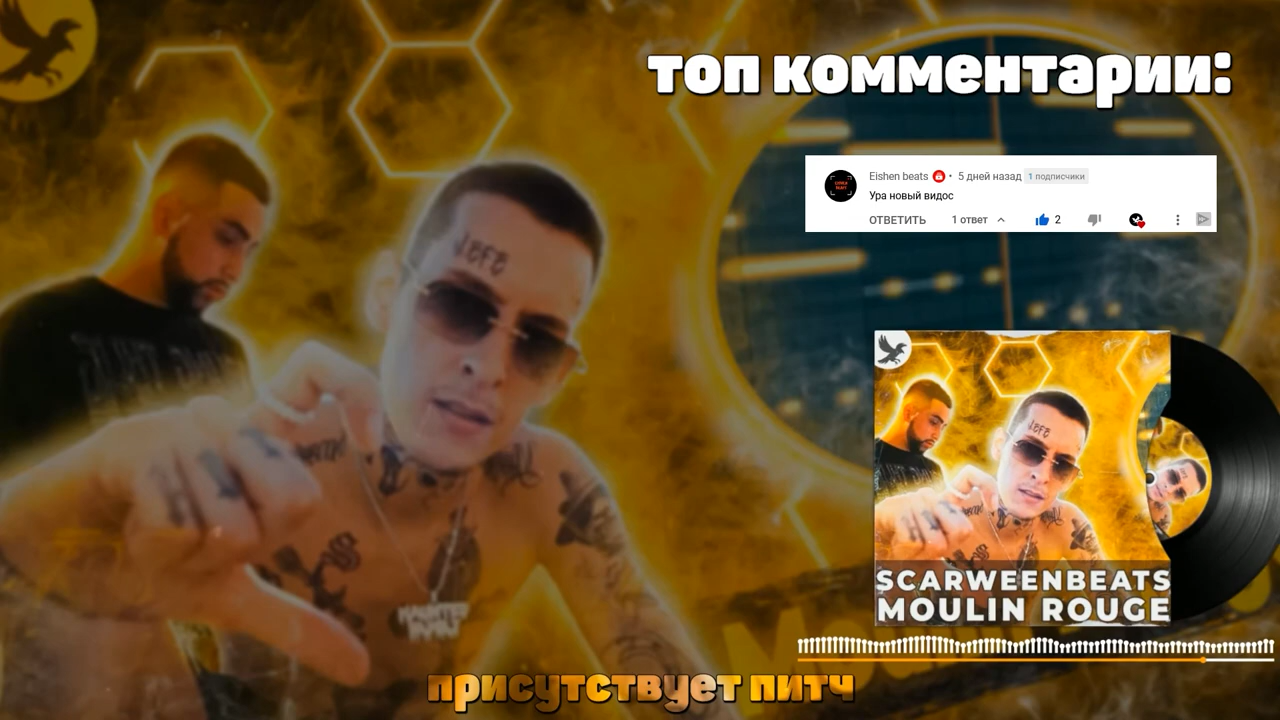 топ комментарии:
Eishen beats • 5 дней назад 1 подписчики
Ура новый видос
ОТВЕТИТЬ 1 ответ 2
Jefe
SCARWEENBEATS
MOULIN ROUGE
присутствует питч